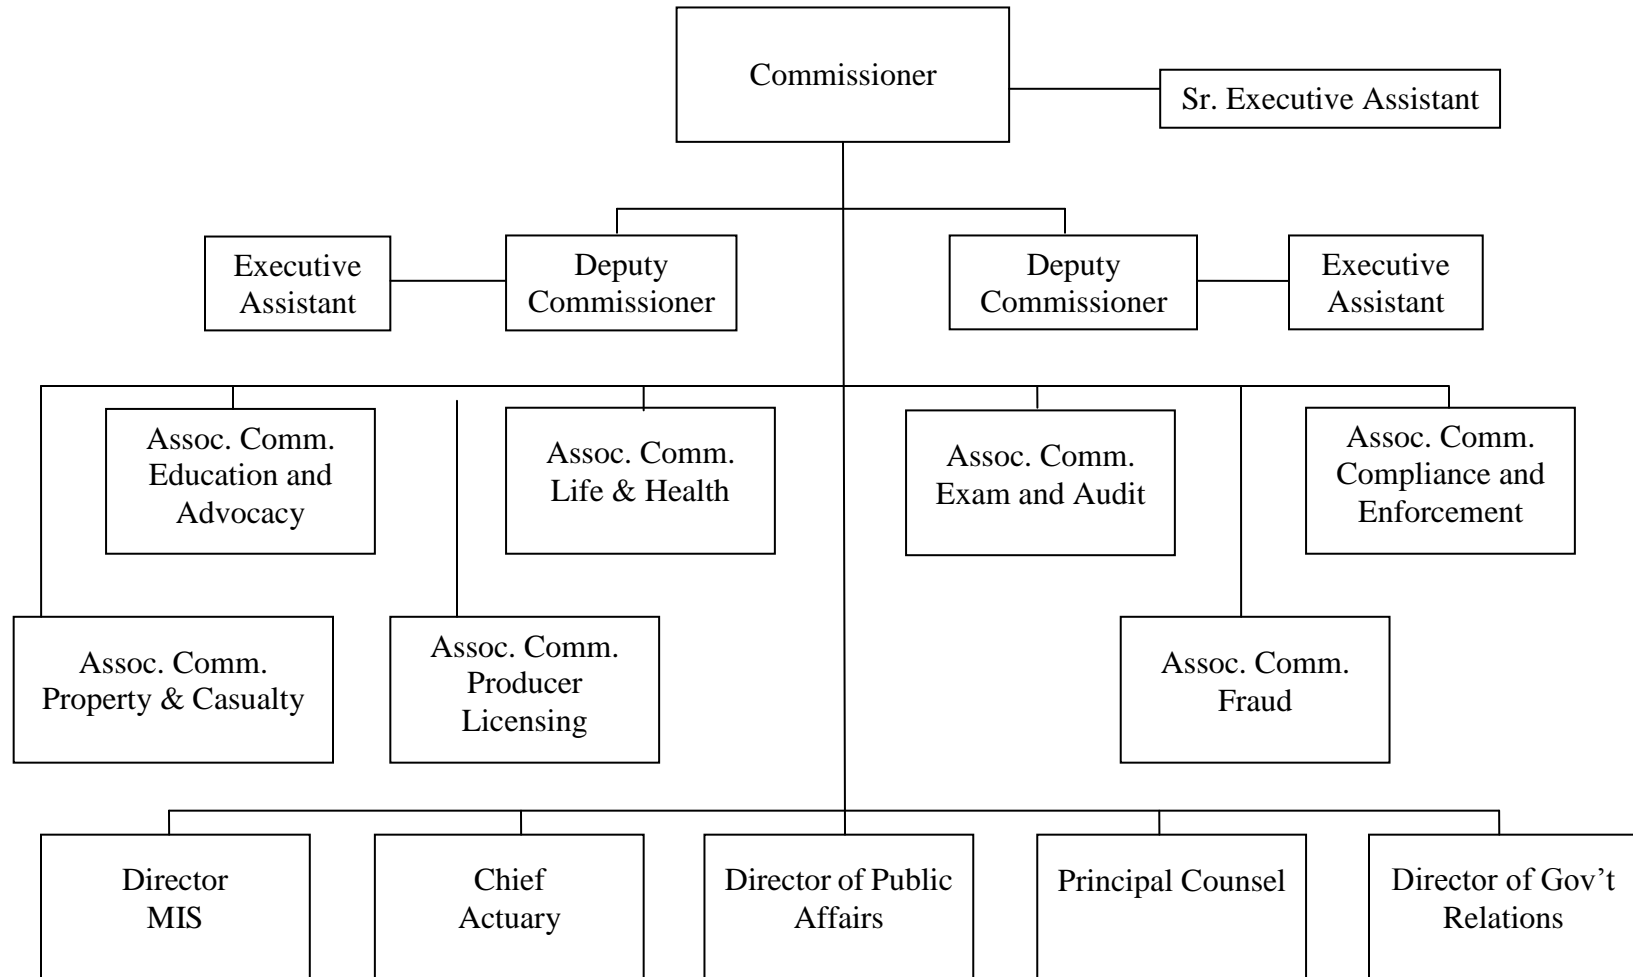 Commissioner
Sr. Executive Assistant
Executive
Assistant
Deputy
Commissioner
Deputy
Commissioner
Executive
Assistant
Assoc. Comm.
Education and
Advocacy
Assoc. Comm.
Life & Health
Assoc. Comm.
Exam and Audit
Assoc. Comm.
Compliance and
Enforcement
Assoc. Comm.
Property & Casualty
Assoc. Comm.
Producer
Licensing
Assoc. Comm.
Fraud
Director
MIS
Chief
Actuary
Director of Public
Affairs
Principal Counsel
Director of Gov’t
Relations